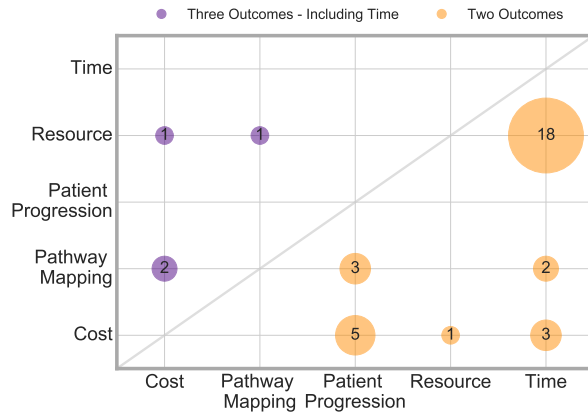 Three Outcomes - Including Time
Two Outcomes
Time
Resource
1
1
18
Patient
Progression
Pathway
Mapping
2
3
2
Cost
5
1
3
Cost
Pathway
Mapping
Patient
Progression
Resource
Time